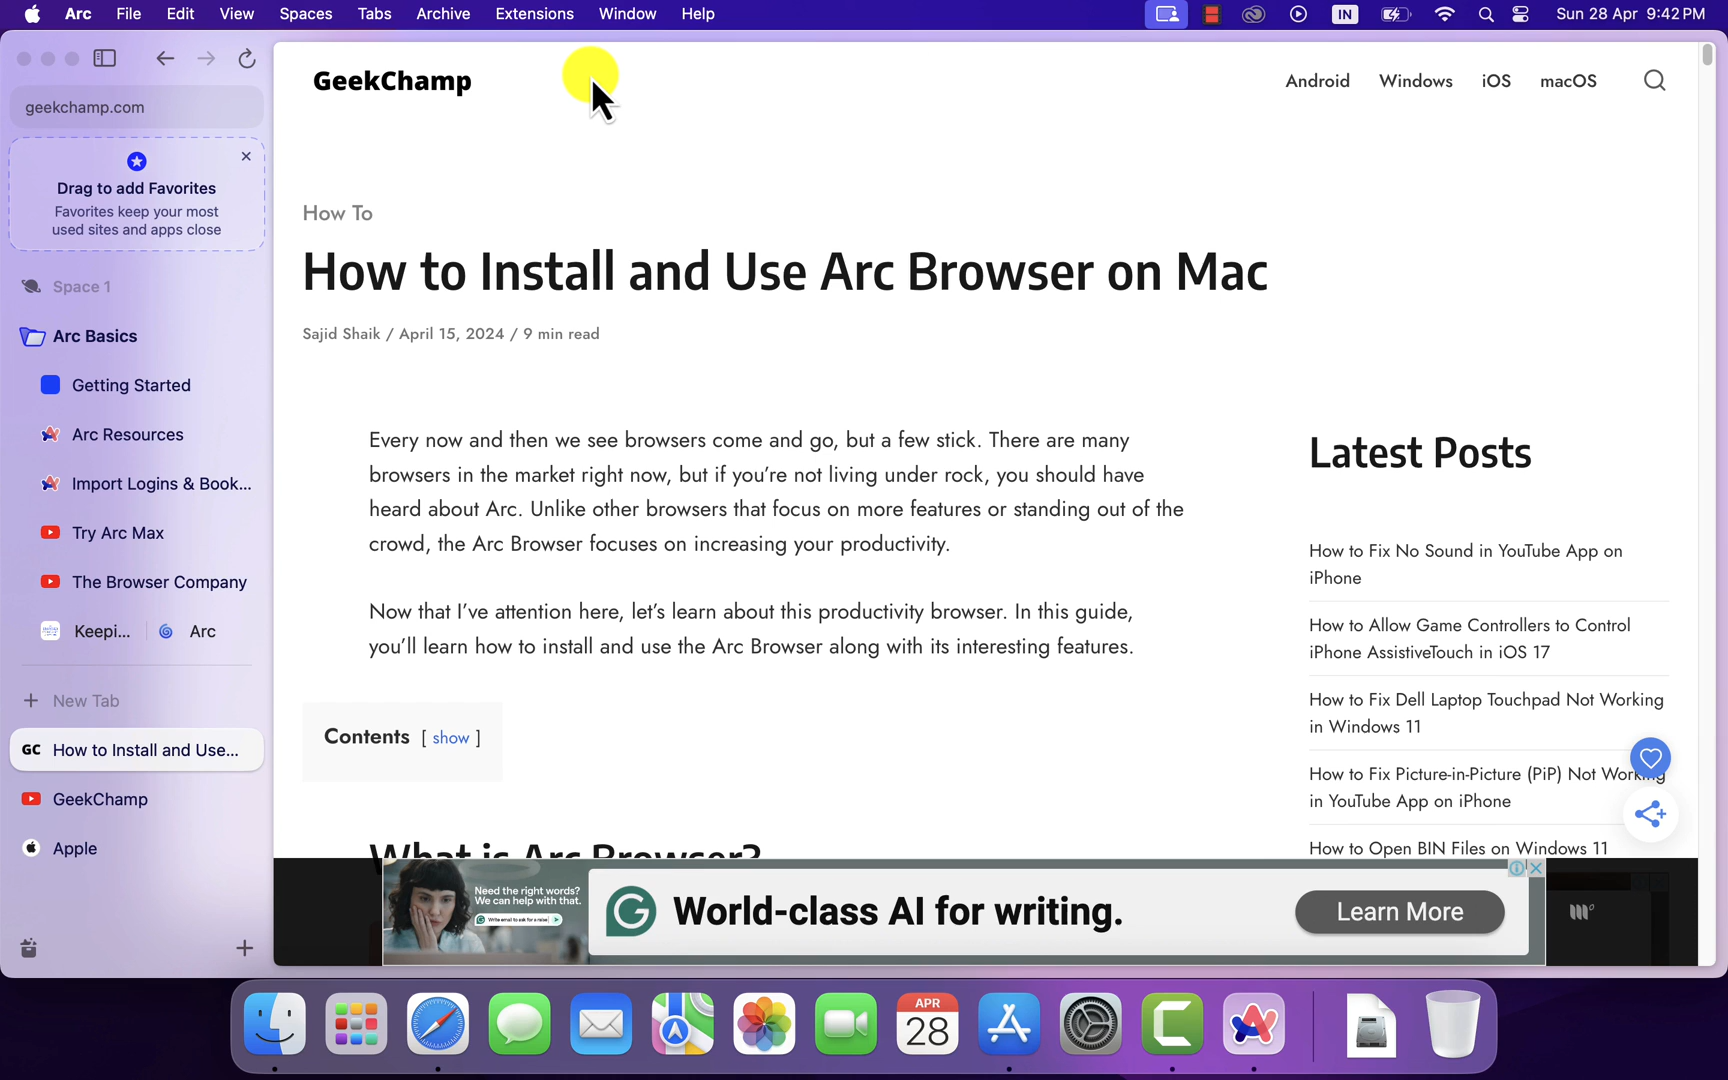 Arc File Edit View Spaces Tabs Archive Extensions Window Help
IN
Sun 28 Apr 9:42 PM
geekchamp.com
Drag to add Favorites
Favorites keep your most
used sites and apps close
Space 1
Arc Basics
Getting Started
Arc Resources
Import Logins & Book...
Try Arc Max
The Browser Company
Keepi... Arc
New Tab
GC How to Install and Use...
GeekChamp
Apple
GeekChamp
Android Windows iOS macOS
How To
How to Install and Use Arc Browser on Mac
Sajid Shaik / April 15, 2024 / 9 min read
Every now and then we see browsers come and go, but a few stick. There are many
browsers in the market right now, but if you're not living under rock, you should have
heard about Arc. Unlike other browsers that focus on more features or standing out of the
crowd, the Arc Browser focuses on increasing your productivity.
Now that I've attention here, let's learn about this productivity browser. In this guide,
you'll learn how to install and use the Arc Browser along with its interesting features.
Contents [ show ]
What is Arc Browser?
Latest Posts
How to Fix No Sound in YouTube App on
iPhone
How to Allow Game Controllers to Control
iPhone AssistiveTouch in iOS 17
How to Fix Dell Laptop Touchpad Not Working
in Windows 11
How to Fix Picture-in-Picture (PiP) Not Working
in YouTube App on iPhone
How to Open BIN Files on Windows 11
Need the right words?
We can help with that.
Write email to ask for a raise
World-class AI for writing.
Learn More
APR
28